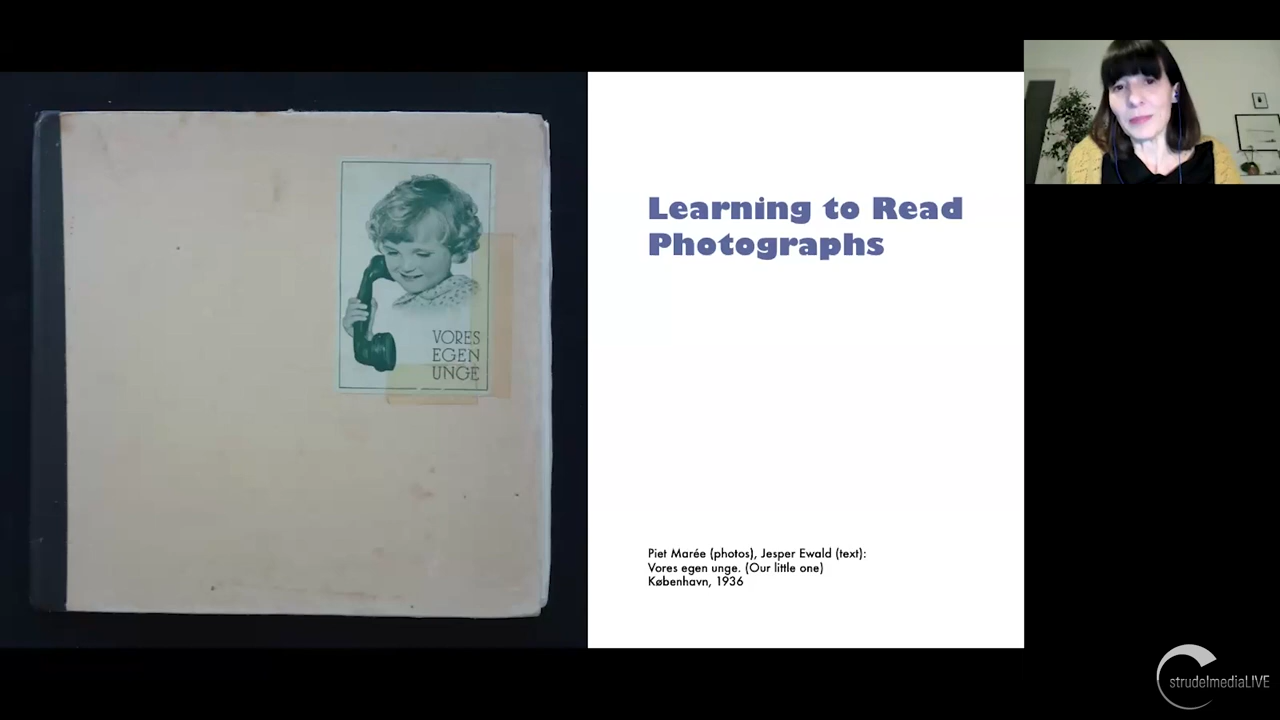 VORES
EGEN
UNGE
Learning to Read
Photographs
Piet Marée (photos), Jesper Ewald (text):
Vores egen unge. (Our little one)
København, 1936
strudelmediaLIVE